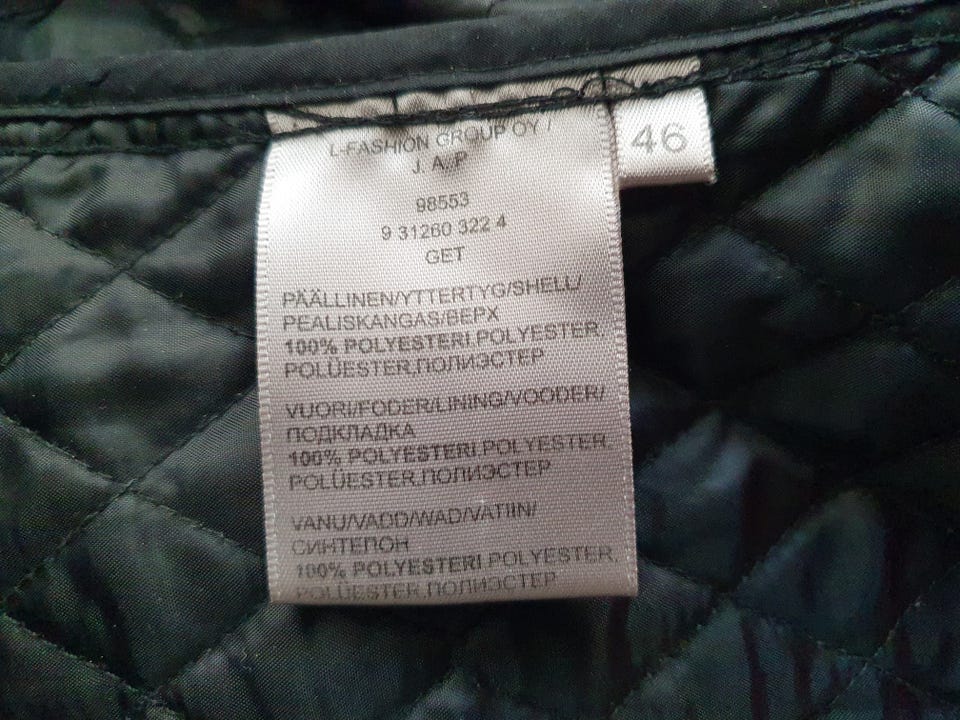 L-FASHION GROUP OY /
J. A. P
46
98553
9 31260 322 4
GET
PÄÄLLINEN/YTTERTYG/SHELL/
PEALISKANGAS/ВЕРХ
100% POLYESTERI.POLYESTER.
POLÜESTER.ПОЛИЭСТЕР
VUORI/FODER/LINING/VOODER/
ПОДКЛАДКА
100% POLYESTERI.POLYESTER.
POLÜESTER.ПОЛИЭСТЕР
VANU/VADD/WAD/VATIIN/
СИНТЕПОН
100% POLYESTERI.POLYESTER.
POLÜESTER.ПОЛИЭСТЕР